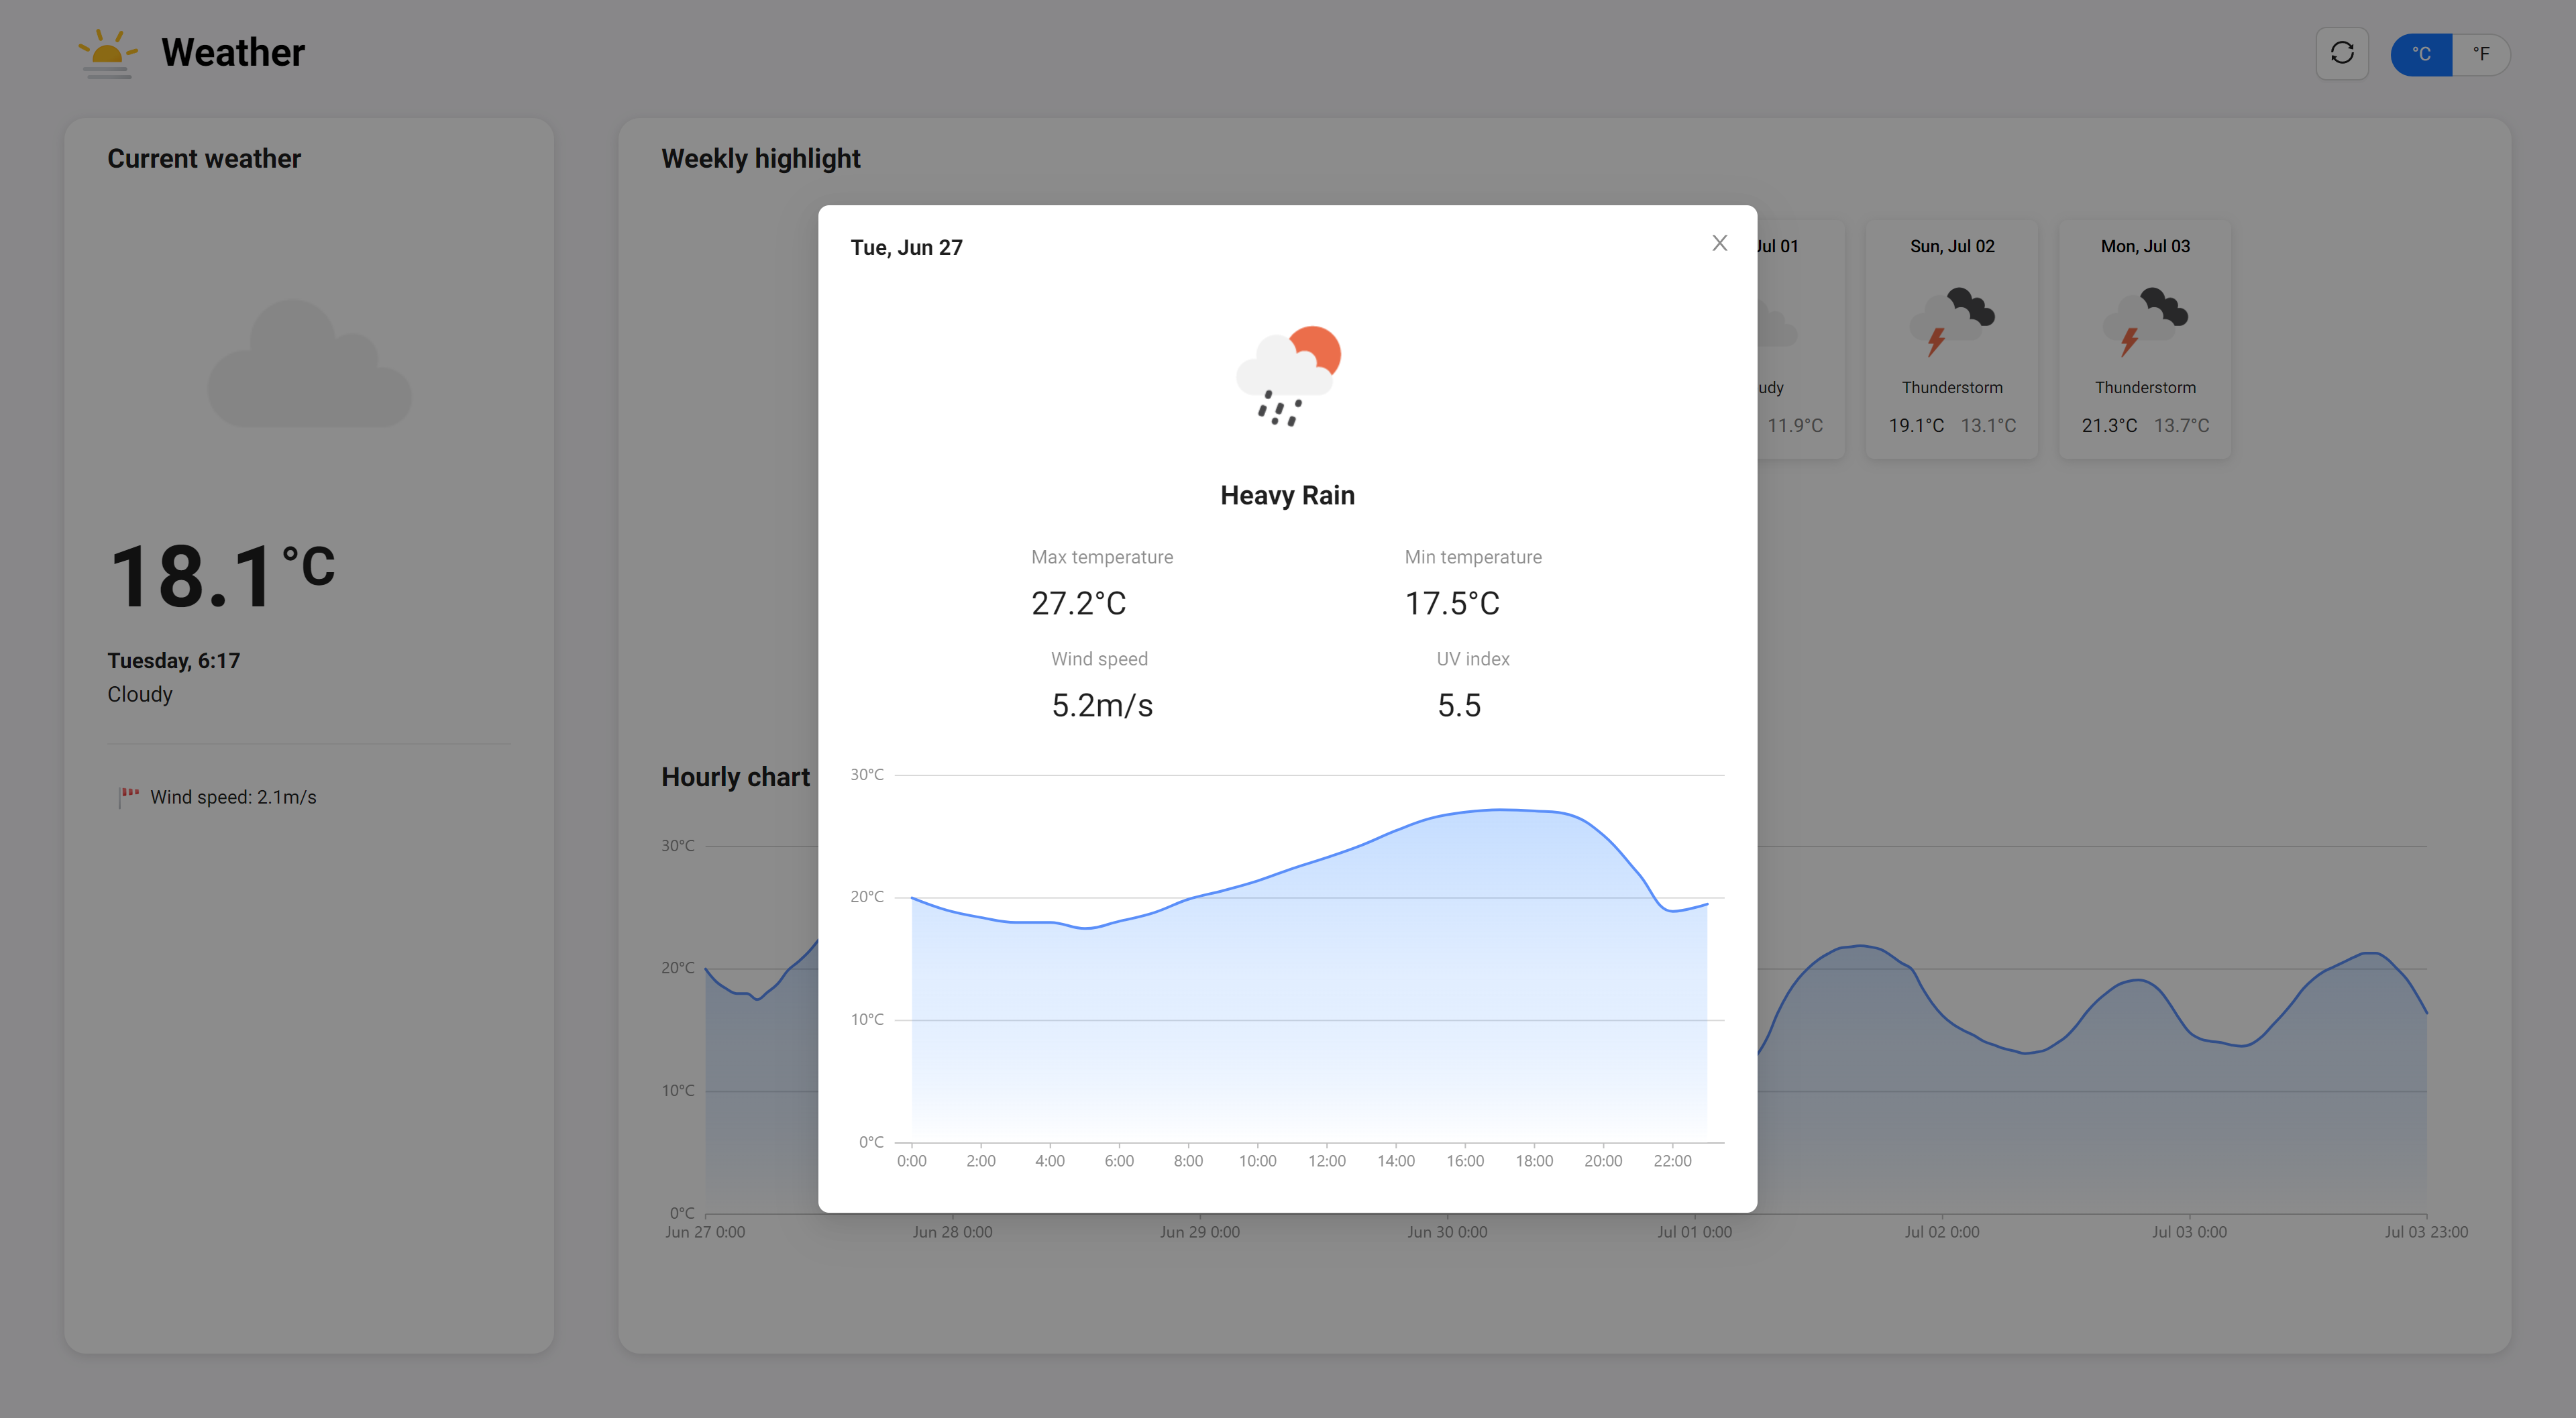 Weather
°C °F
Current weather
18.1°C
Tuesday, 6:17
Cloudy
Wind speed: 2.1m/s
Weekly highlight
Jul 01
udy
11.9°C
Sun, Jul 02
Thunderstorm
19.1°C 13.1°C
Mon, Jul 03
Thunderstorm
21.3°C 13.7°C
Hourly chart
30°C
20°C
10°C
0°C
Jun 27 0:00 Jun 28 0:00 Jun 29 0:00 Jun 30 0:00 Jul 01 0:00 Jul 02 0:00 Jul 03 0:00 Jul 03 23:00
Tue, Jun 27
Heavy Rain
Max temperature Min temperature
27.2°C 17.5°C
Wind speed UV index
5.2m/s 5.5
30°C
20°C
10°C
0°C
0:00 2:00 4:00 6:00 8:00 10:00 12:00 14:00 16:00 18:00 20:00 22:00